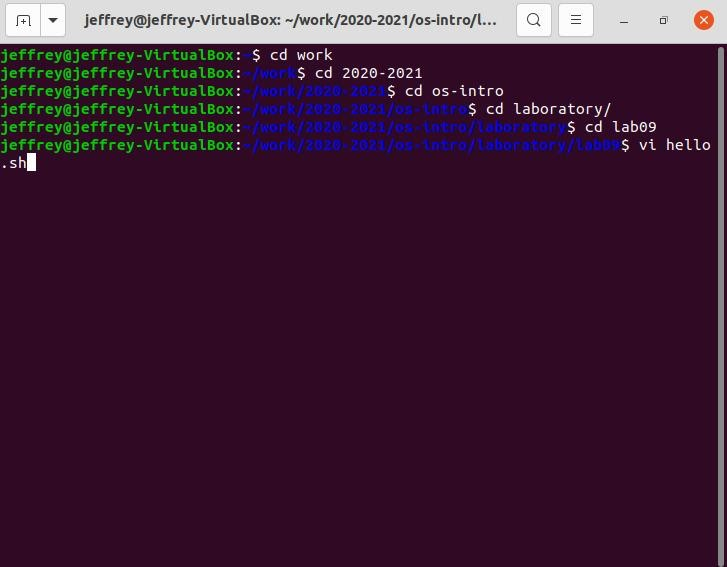 jeffrey@jeffrey-VirtualBox: ~/work/2020-2021/os-intro/l...
jeffrey@jeffrey-VirtualBox:~$ cd work
jeffrey@jeffrey-VirtualBox:~/work$ cd 2020-2021
jeffrey@jeffrey-VirtualBox:~/work/2020-2021$ cd os-intro
jeffrey@jeffrey-VirtualBox:~/work/2020-2021/os-intro$ cd laboratory/
jeffrey@jeffrey-VirtualBox:~/work/2020-2021/os-intro/laboratory$ cd lab09
jeffrey@jeffrey-VirtualBox:~/work/2020-2021/os-intro/laboratory/lab09$ vi hello
.sh